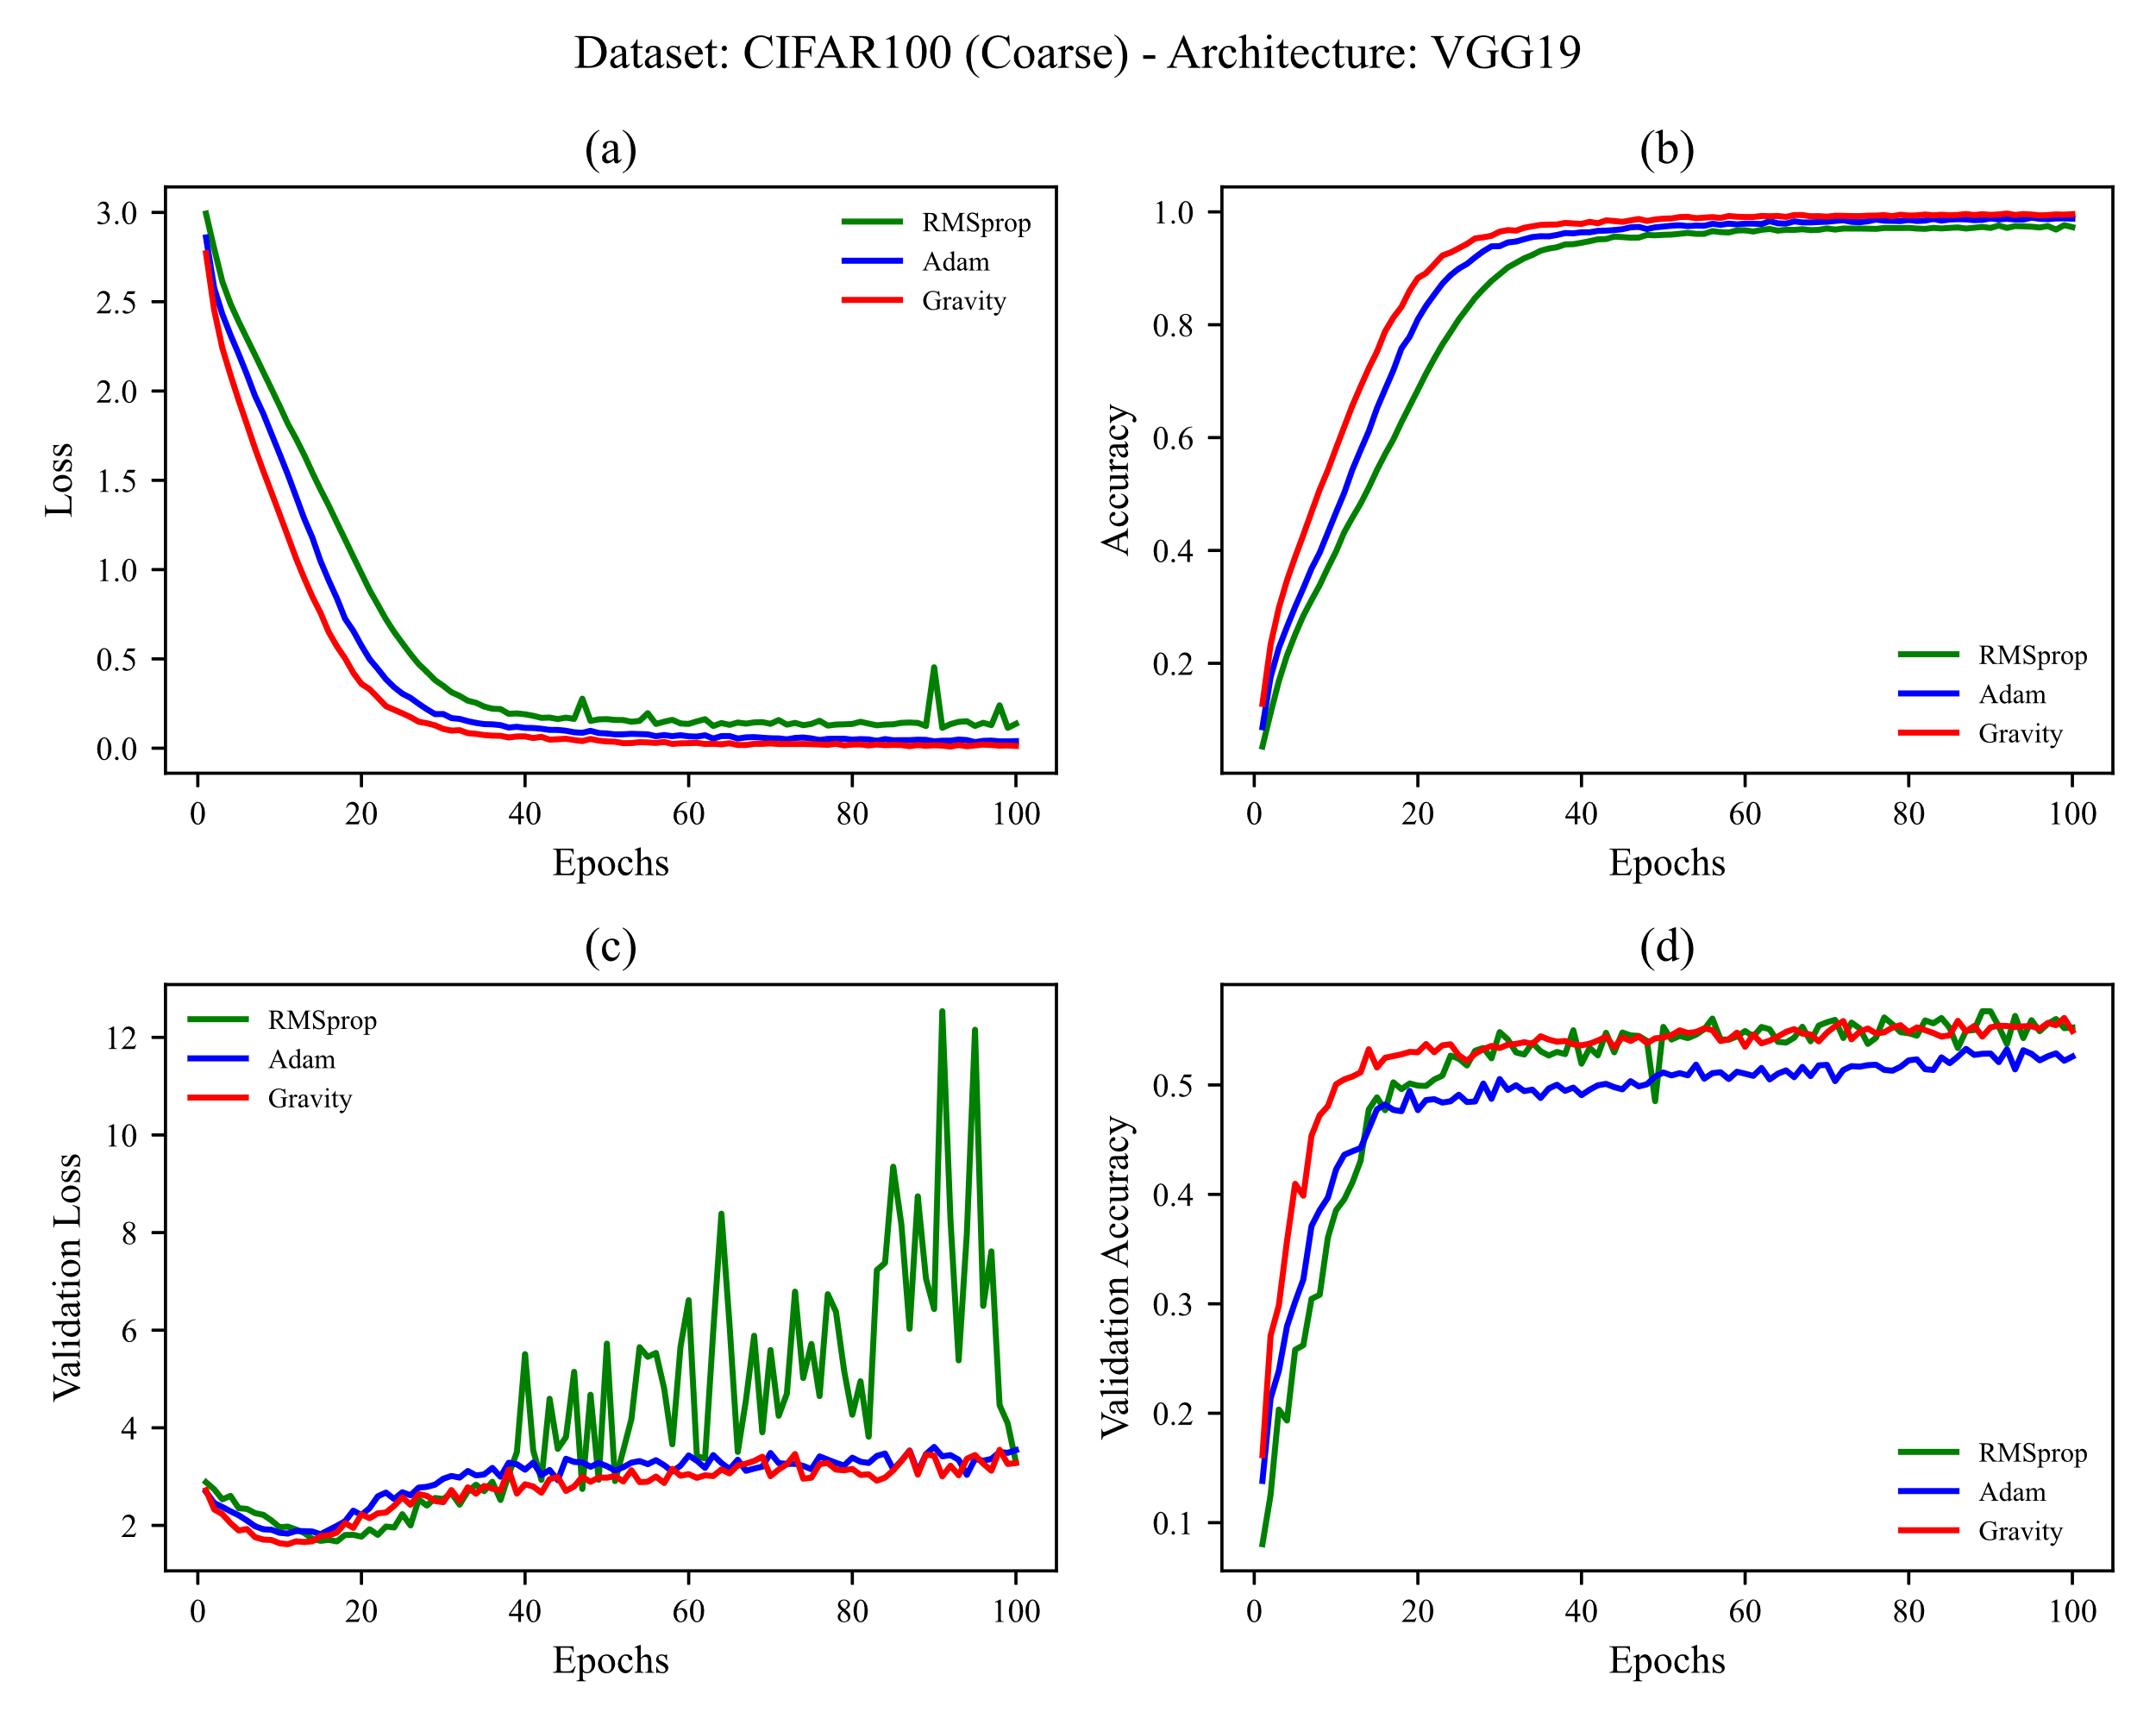 Dataset: CIFAR100 (Coarse) - Architecture: VGG19
(a)
3.0
2.5
2.0
1.5
1.0
0.5
0.0
Loss
RMSprop
Adam
Gravity
0 20 40 60 80 100
Epochs
(b)
1.0
0.8
0.6
0.4
0.2
Accuracy
RMSprop
Adam
Gravity
0 20 40 60 80 100
Epochs
(c)
12
10
8
6
4
2
Validation Loss
RMSprop
Adam
Gravity
0 20 40 60 80 100
Epochs
(d)
0.5
0.4
0.3
0.2
0.1
Validation Accuracy
RMSprop
Adam
Gravity
0 20 40 60 80 100
Epochs